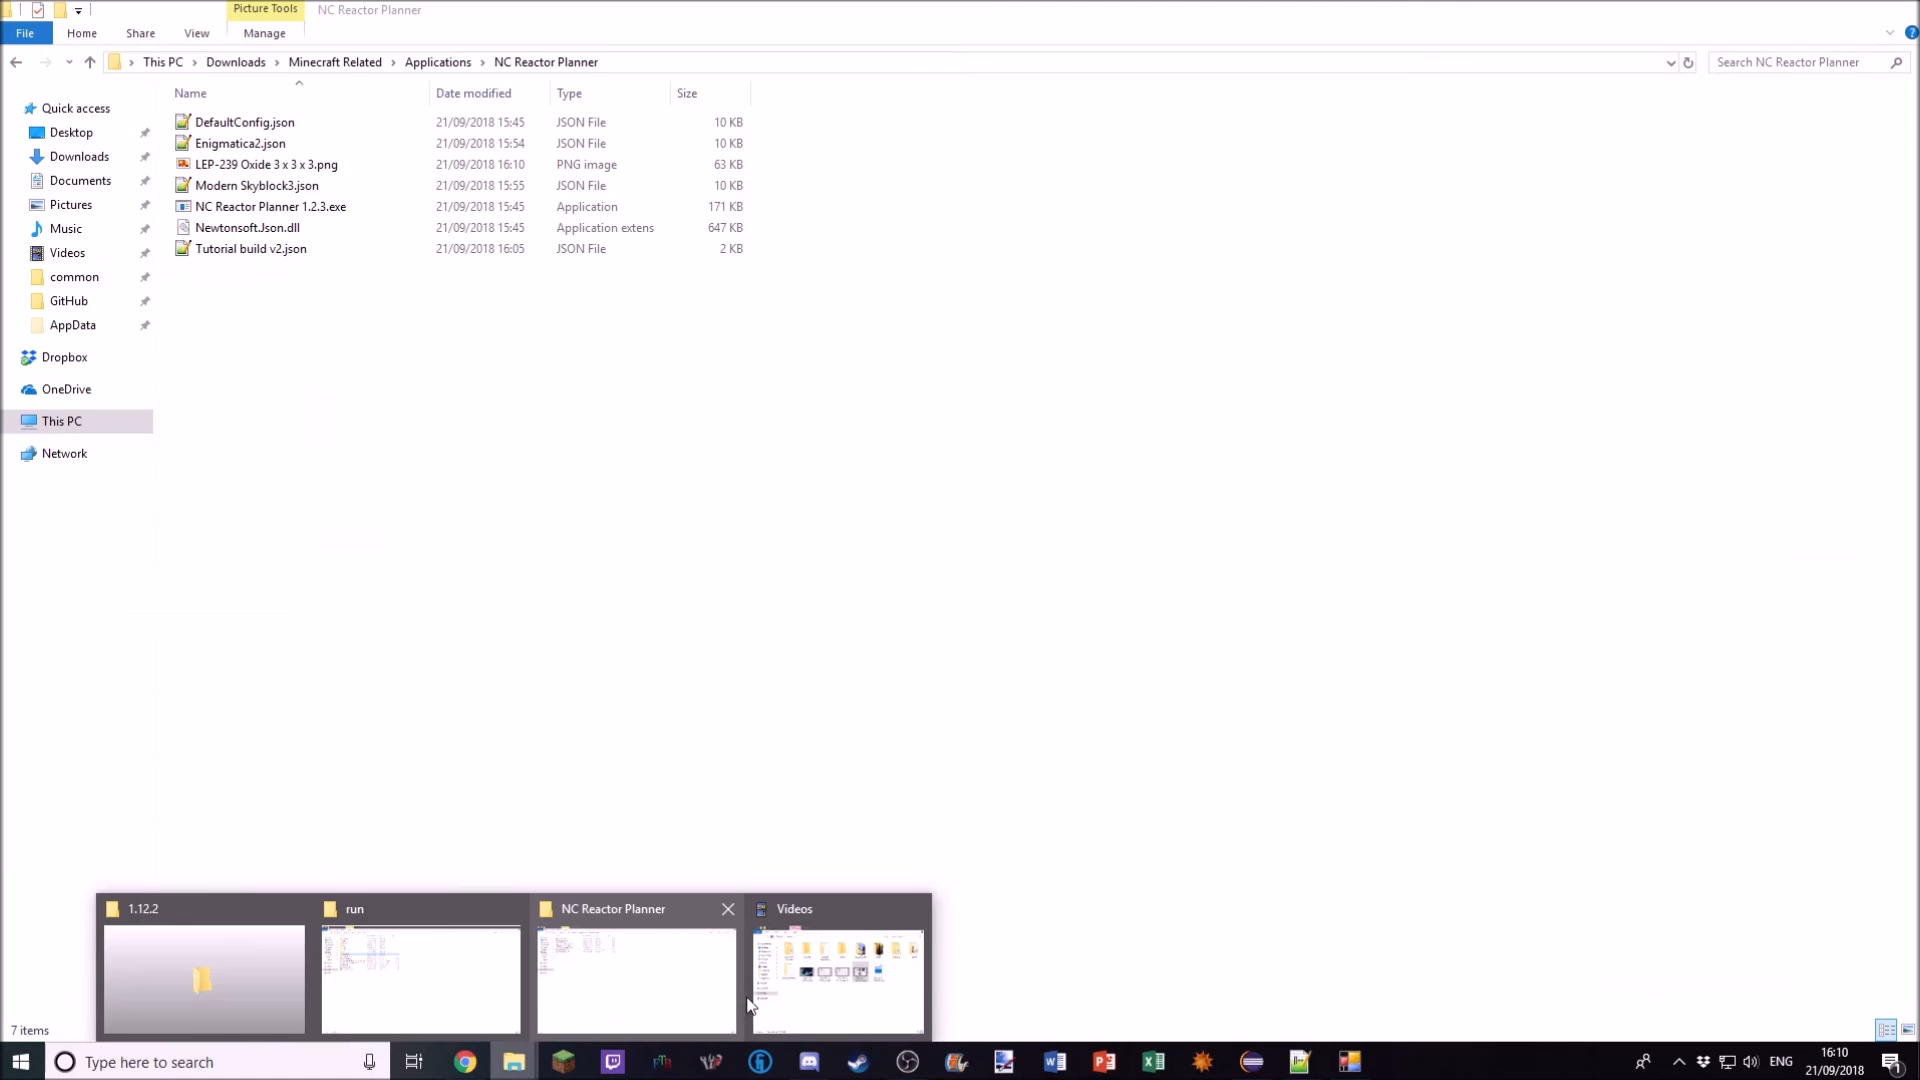 Picture Tools NC Reactor Planner
File Home Share View Manage
This PC Downloads Minecraft Related Applications NC Reactor Planner Search NC Reactor Planner
Name Date modified Type Size
DefaultConfig.json 21/09/2018 15:45 JSON File 10 KB
Enigmatica2.json 21/09/2018 15:54 JSON File 10 KB
LEP-239 Oxide 3 x 3 x 3.png 21/09/2018 16:10 PNG image 63 KB
Modern Skyblock3.json 21/09/2018 15:55 JSON File 10 KB
NC Reactor Planner 1.2.3.exe 21/09/2018 15:45 Application 171 KB
Newtonsoft.Json.dll 21/09/2018 15:45 Application extens 647 KB
Tutorial build v2.json 21/09/2018 16:05 JSON File 2 KB
Quick access
Desktop
Downloads
Documents
Pictures
Music
Videos
common
GitHub
AppData
Dropbox
OneDrive
This PC
Network
1.12.2 run NC Reactor Planner Videos
7 items
Type here to search
ENG
16:10
21/09/2018
1